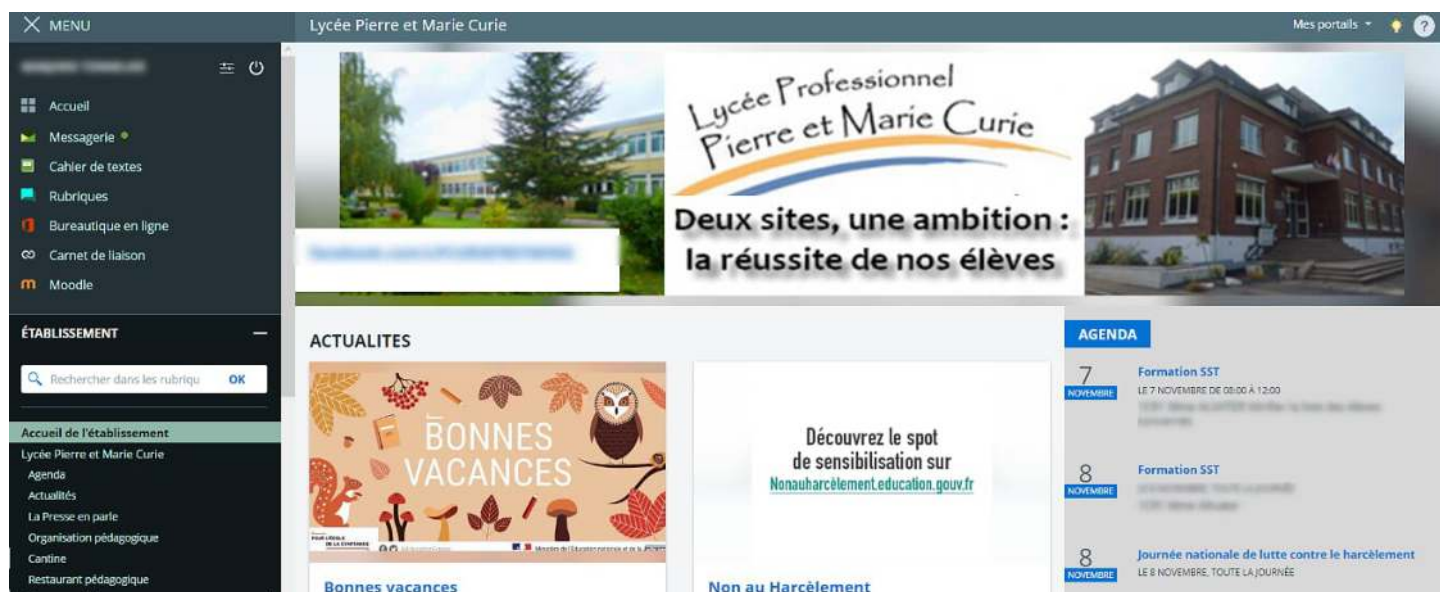 MENU
Lycée Pierre et Marie Curie
Mes portails
?
Accueil
Messagerie
Cahier de textes
Rubriques
Bureautique en ligne
Carnet de liaison
m Moodle
ÉTABLISSEMENT
Rechercher dans les rubriqu OK
Accueil de l'établissement
Lycée Pierre et Marie Curie
Agenda
Actualités
La Presse en parle
Organisation pédagogique
Cantine
Restaurant pédagogique
Lycée Professionnel
Pierre et Marie Curie
Deux sites, une ambition :
la réussite de nos élèves
ACTUALITES
BONNES
VACANCES
POUR L'ÉCOLE
DE LA CONFIANCE
Bonnes vacances
Découvrez le spot
de sensibilisation sur
Nonauharcèlement.education.gouv.fr
Non au Harcèlement
AGENDA
7
NOVEMBRE
Formation SST
LE 7 NOVEMBRE DE 08:00 À 12:00
8
NOVEMBRE
Formation SST
8
NOVEMBRE
Journée nationale de lutte contre le harcèlement
LE 8 NOVEMBRE, TOUTE LA JOURNÉE